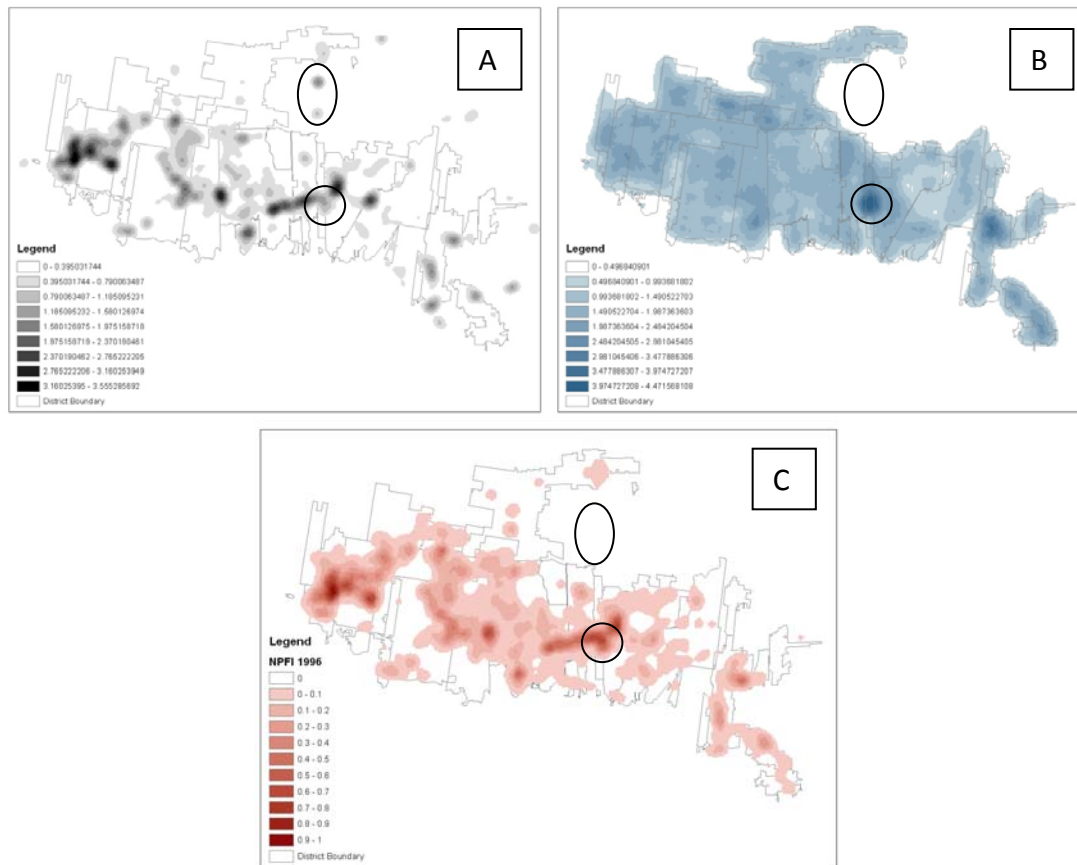 A
Legend
0 - 0.395031744
0.395031744 - 0.790063487
0.790063487 - 1.185095231
1.185095232 - 1.580126974
1.580126975 - 1.975158718
1.975158719 - 2.370190461
2.370190462 - 2.765222205
2.765222206 - 3.160253949
3.16025395 - 3.555285692
District Boundary
B
Legend
0 - 0.496840901
0.496840901 - 0.993681802
0.993681802 - 1.490522703
1.490522704 - 1.987363603
1.987363604 - 2.484204504
2.484204505 - 2.981045405
2.981045406 - 3.477886306
3.477886307 - 3.974727207
3.974727208 - 4.471568108
District Boundary
C
Legend
NPFI 1996
0
0 - 0.1
0.1 - 0.2
0.2 - 0.3
0.3 - 0.4
0.4 - 0.5
0.5 - 0.6
0.6 - 0.7
0.7 - 0.8
0.8 - 0.9
0.9 - 1
District Boundary